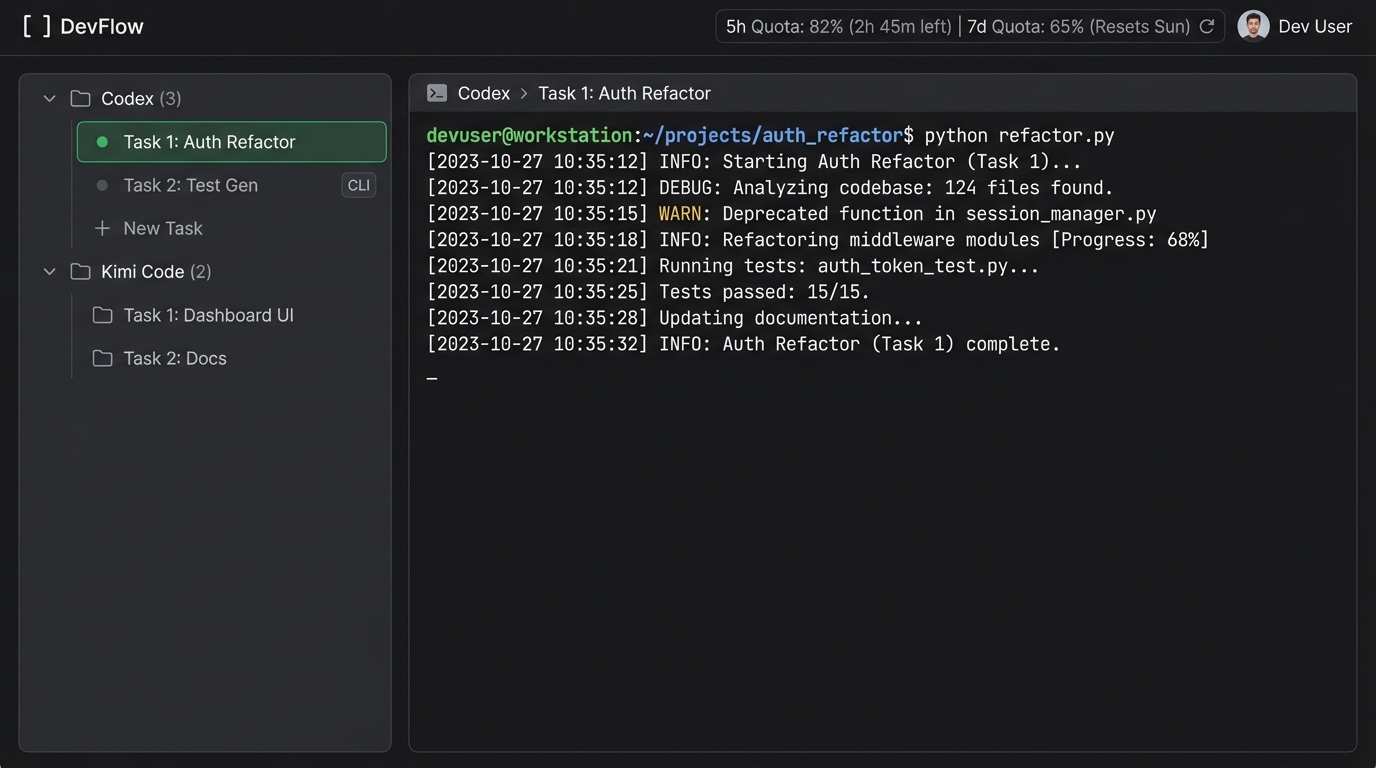 [ ] DevFlow
5h Quota: 82% (2h 45m left) | 7d Quota: 65% (Resets Sun)
Dev User
Codex (3)
Task 1: Auth Refactor
Task 2: Test Gen CLI
+ New Task
Kimi Code (2)
Task 1: Dashboard UI
Task 2: Docs
Codex > Task 1: Auth Refactor
devuser@workstation:~/projects/auth_refactor$ python refactor.py
[2023-10-27 10:35:12] INFO: Starting Auth Refactor (Task 1)...
[2023-10-27 10:35:12] DEBUG: Analyzing codebase: 124 files found.
[2023-10-27 10:35:15] WARN: Deprecated function in session_manager.py
[2023-10-27 10:35:18] INFO: Refactoring middleware modules [Progress: 68%]
[2023-10-27 10:35:21] Running tests: auth_token_test.py...
[2023-10-27 10:35:25] Tests passed: 15/15.
[2023-10-27 10:35:28] Updating documentation...
[2023-10-27 10:35:32] INFO: Auth Refactor (Task 1) complete.
_